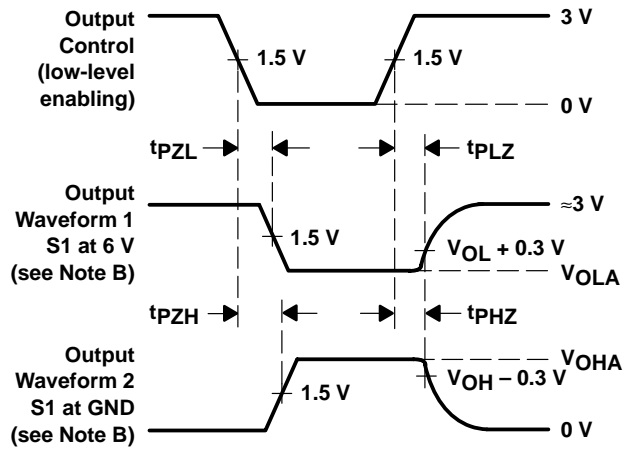 Output
Control
(low-level
enabling)
1.5 V
1.5 V
3 V
0 V
tPZL
tPLZ
Output
Waveform 1
S1 at 6 V
(see Note B)
1.5 V
≈3 V
VOL + 0.3 V
VOLA
tPZH
tPHZ
Output
Waveform 2
S1 at GND
(see Note B)
1.5 V
VOHA
VOH – 0.3 V
0 V